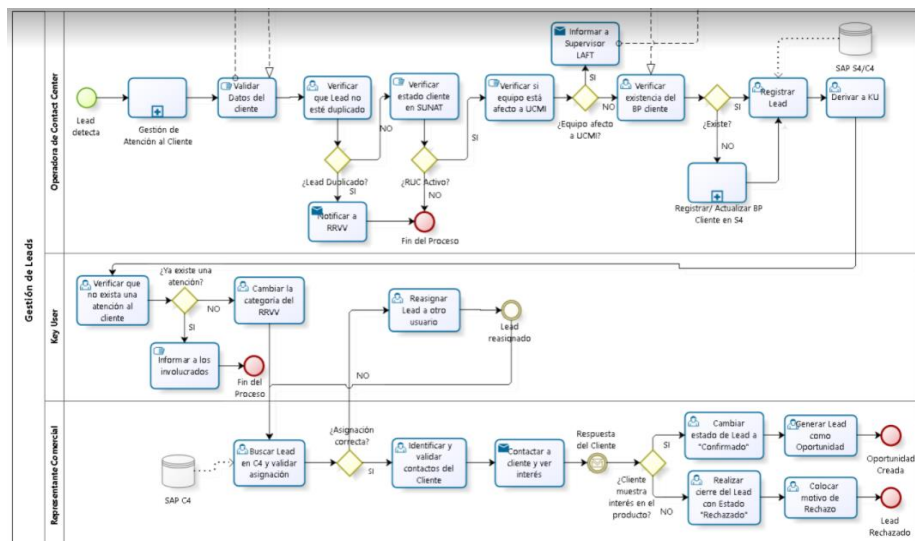 Gestión de Leads
Operadora de Contact Center
Lead
detecta
Gestión de
Atención al Cliente
Validar
Datos del
cliente
Verificar
que Lead no
esté duplicado
¿Lead Duplicado?
SI
NO
Notificar a
RRVV
Verificar
estado cliente
en SUNAT
¿RUC Activo?
SI
NO
Fin del Proceso
Verificar si
equipo está
afecto a UCMI
¿Equipo afecto
a UCMI?
SI
NO
Informar a
Supervisor
LAFT
Verificar
existencia del
BP cliente
¿Existe?
SI
NO
Registrar/ Actualizar BP
Cliente en S4
Registrar
Lead
SAP S4/C4
Derivar a KU
Key User
Verificar que
no exista una
atención al
cliente
¿Ya existe una
atención?
NO
SI
Cambiar la
categoría del
RRVV
Informar a los
involucrados
Fin del
Proceso
Reasignar
Lead a otro
usuario
Lead
reasignado
NO
Representante Comercial
SAP C4
Buscar Lead
en C4 y validar
asignación
¿Asignación
correcta?
SI
Identificar y
validar
contactos del
Cliente
Contactar a
cliente y ver
interés
Respuesta
del Cliente
¿Cliente
muestra
interés en el
producto?
SI
NO
Cambiar
estado de Lead a
"Confirmado"
Generar Lead
como
Oportunidad
Oportunidad
Creada
Realizar
cierre del Lead
con Estado
"Rechazado"
Colocar
motivo de
Rechazo
Lead
Rechazado